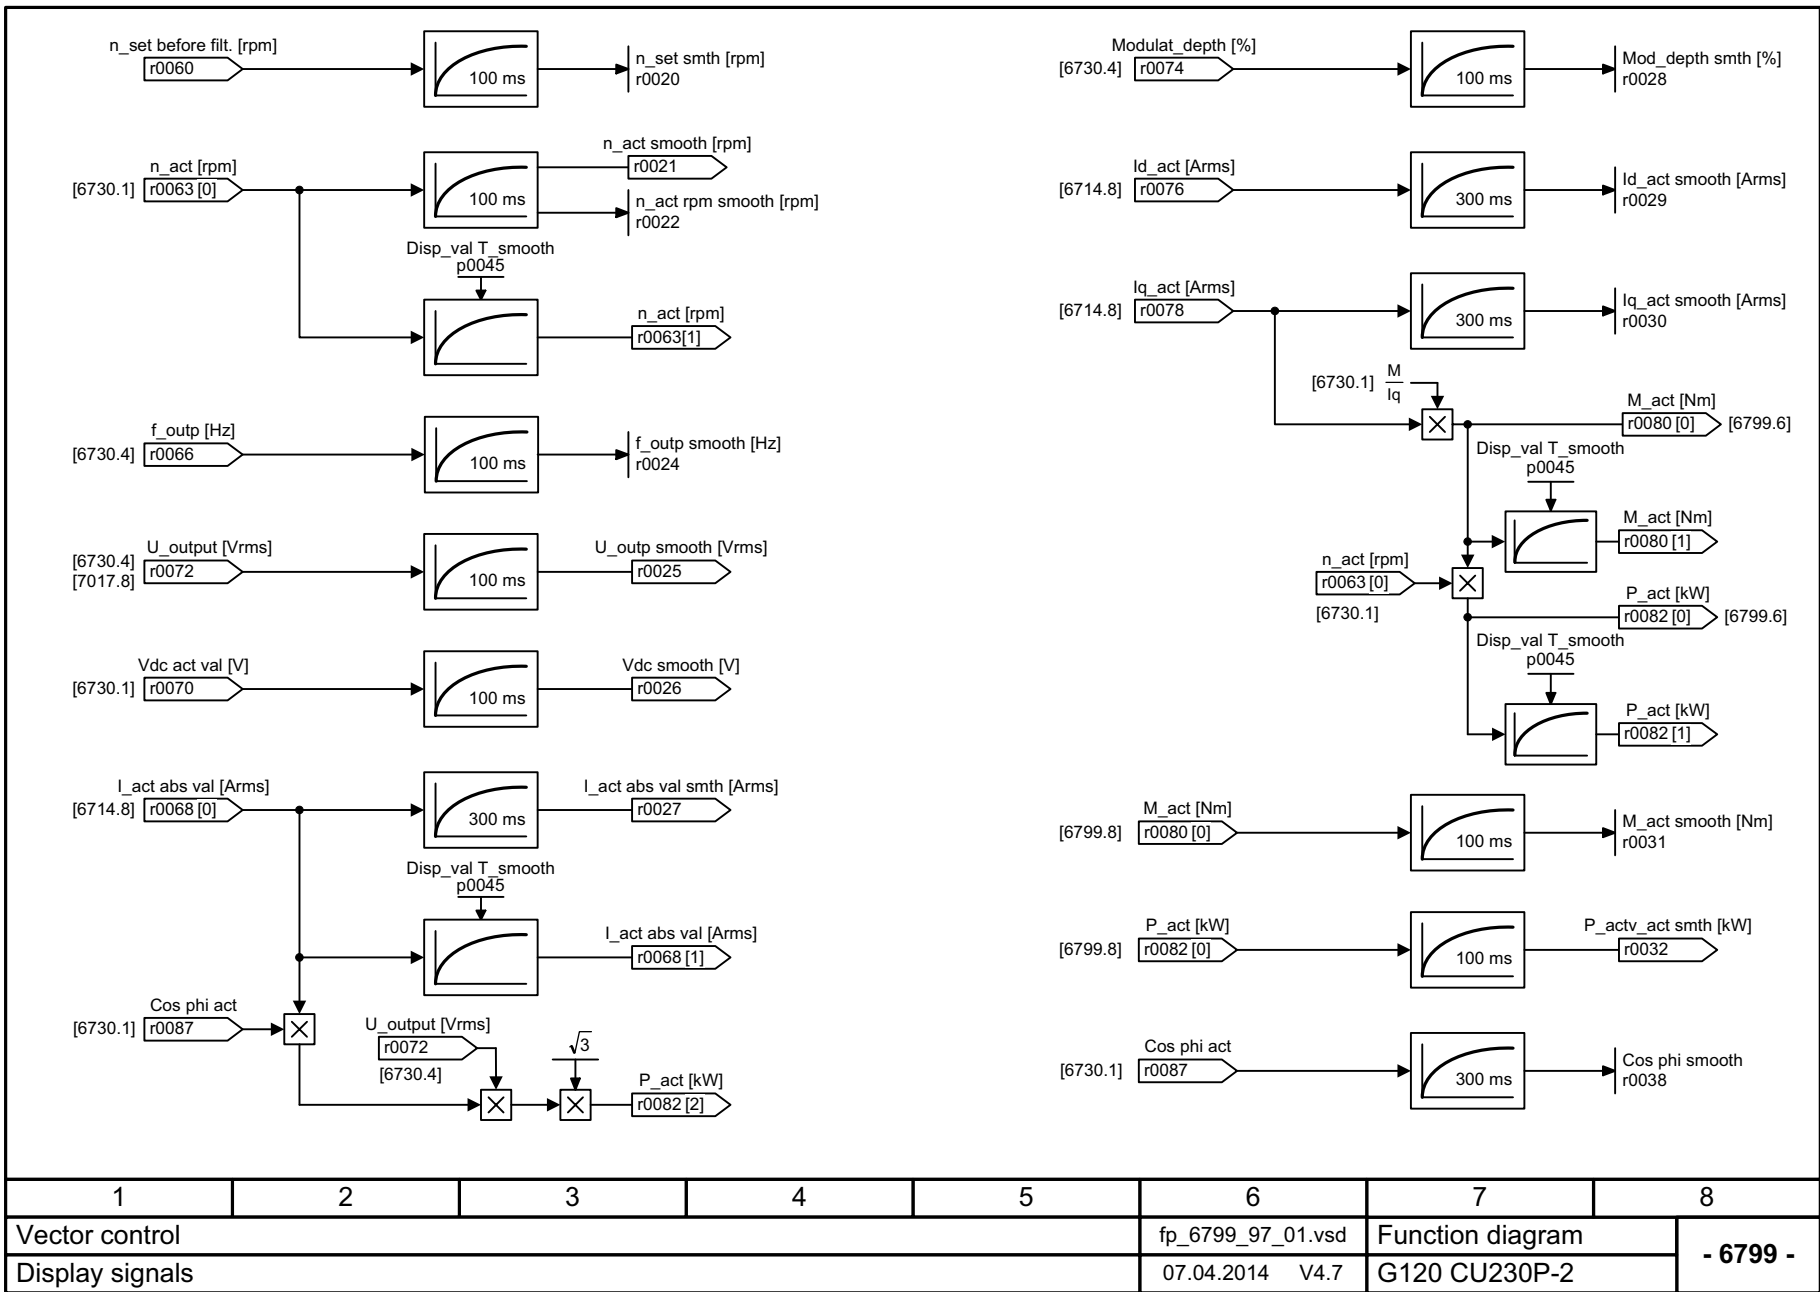 n_set before filt. [rpm]
r0060
100 ms
n_set smth [rpm]
r0020
n_act [rpm]
[6730.1]
r0063 [0]
100 ms
n_act smooth [rpm]
r0021
n_act rpm smooth [rpm]
r0022
Disp_val T_smooth
p0045
n_act [rpm]
r0063[1]
f_outp [Hz]
[6730.4]
r0066
100 ms
f_outp smooth [Hz]
r0024
U_output [Vrms]
[6730.4]
[7017.8]
r0072
100 ms
U_outp smooth [Vrms]
r0025
Vdc act val [V]
[6730.1]
r0070
100 ms
Vdc smooth [V]
r0026
I_act abs val [Arms]
[6714.8]
r0068 [0]
300 ms
I_act abs val smth [Arms]
r0027
Disp_val T_smooth
p0045
I_act abs val [Arms]
r0068 [1]
Cos phi act
[6730.1]
r0087
U_output [Vrms]
r0072
[6730.4]
√3
P_act [kW]
r0082 [2]
Modulat_depth [%]
[6730.4]
r0074
100 ms
Mod_depth smth [%]
r0028
Id_act [Arms]
[6714.8]
r0076
300 ms
Id_act smooth [Arms]
r0029
Iq_act [Arms]
[6714.8]
r0078
300 ms
Iq_act smooth [Arms]
r0030
[6730.1]
M
Iq
M_act [Nm]
r0080 [0]
[6799.6]
Disp_val T_smooth
p0045
M_act [Nm]
r0080 [1]
n_act [rpm]
r0063 [0]
[6730.1]
P_act [kW]
r0082 [0]
[6799.6]
Disp_val T_smooth
p0045
P_act [kW]
r0082 [1]
M_act [Nm]
[6799.8]
r0080 [0]
100 ms
M_act smooth [Nm]
r0031
P_act [kW]
[6799.8]
r0082 [0]
100 ms
P_actv_act smth [kW]
r0032
Cos phi act
[6730.1]
r0087
300 ms
Cos phi smooth
r0038
1 2 3 4 5 6 7 8
Vector control
fp_6799_97_01.vsd
Function diagram
- 6799 -
Display signals
07.04.2014 V4.7
G120 CU230P-2